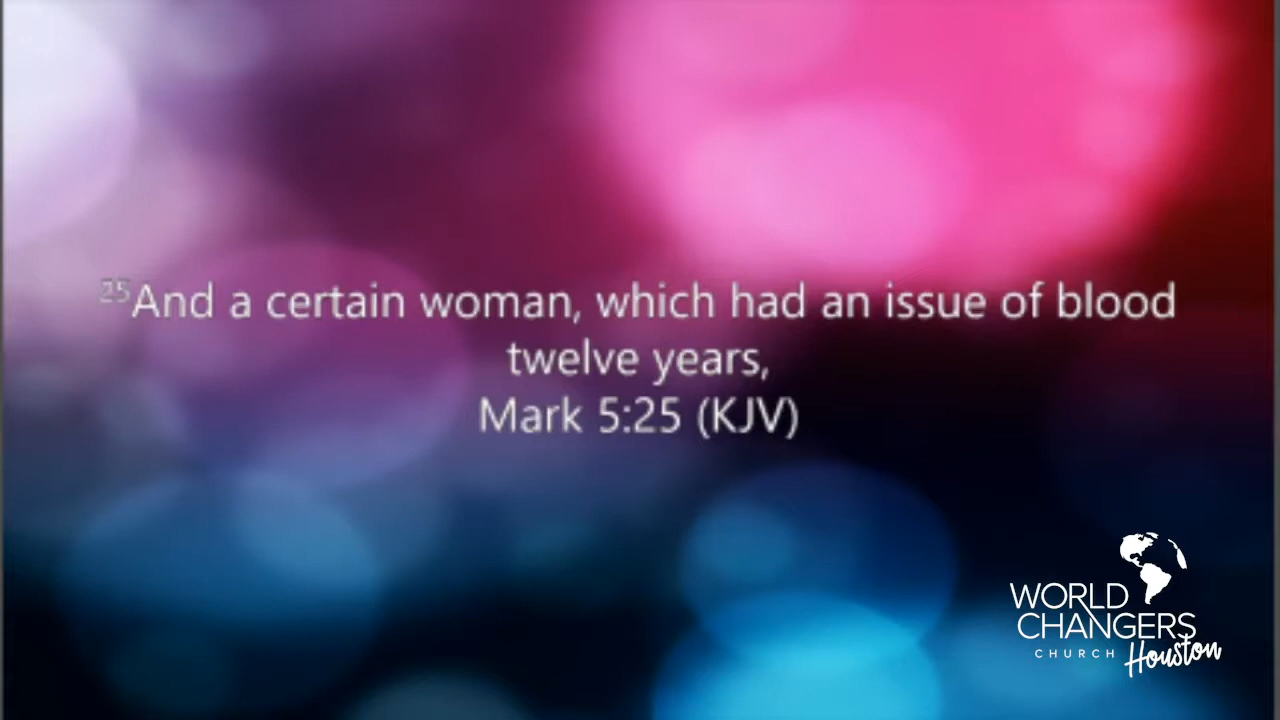 25And a certain woman, which had an issue of blood
twelve years,
Mark 5:25 (KJV)
WORLD
CHANGERS
CHURCH Houston